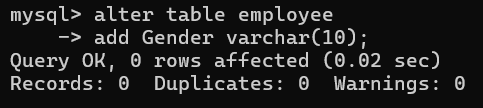 mysql> alter table employee
    -> add Gender varchar(10);
Query OK, 0 rows affected (0.02 sec)
Records: 0  Duplicates: 0  Warnings: 0